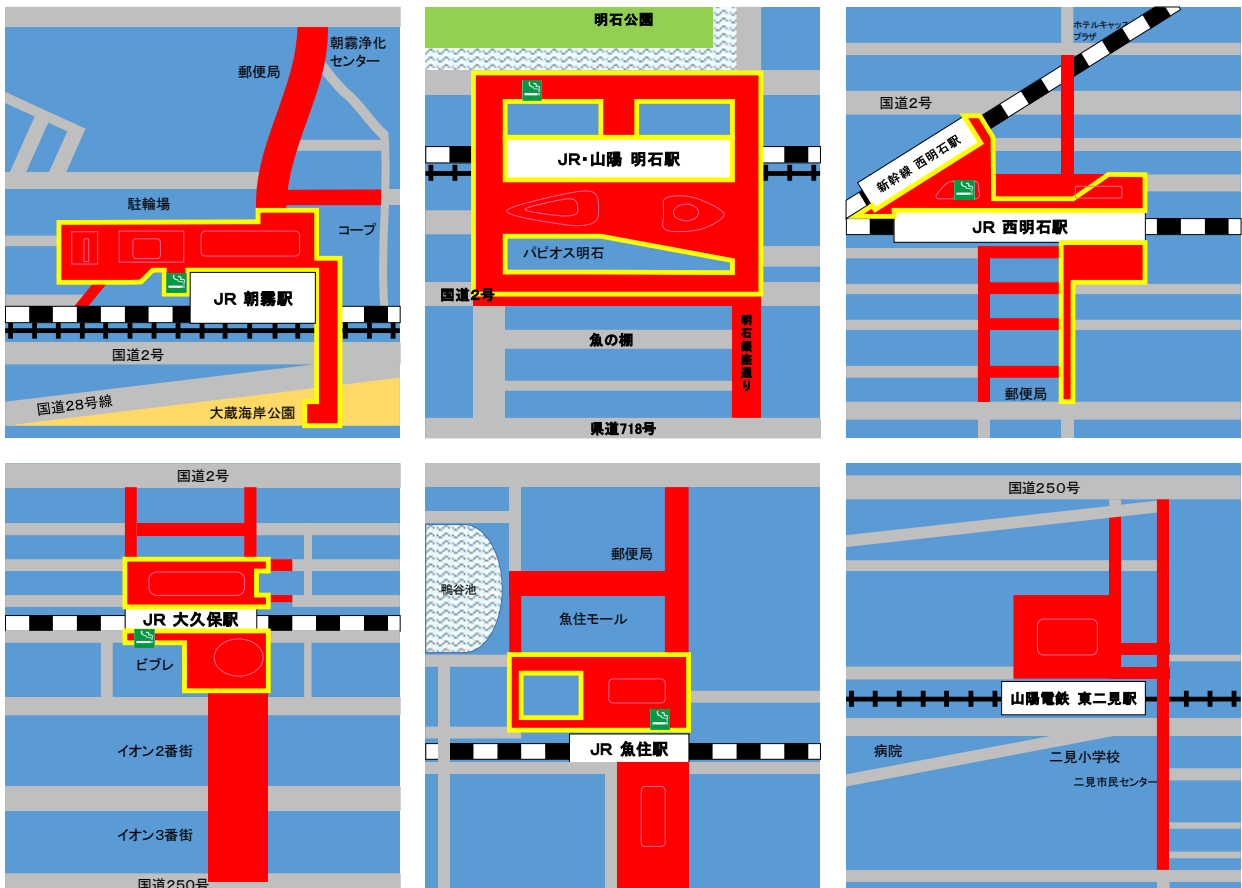 朝霧浄化
センター
郵便局
駐輪場
コープ
JR 朝霧駅
国道2号
国道28号線
大蔵海岸公園
明石公園
JR・山陽 明石駅
パピオス明石
国道2号
魚の棚
明石銀座通り
県道718号
ホテルキャッスル
プラザ
国道2号
新幹線 西明石駅
JR 西明石駅
郵便局
国道2号
JR 大久保駅
ビブレ
イオン2番街
イオン3番街
国道250号
郵便局
鴨谷池
魚住モール
JR 魚住駅
国道250号
山陽電鉄 東二見駅
病院
二見小学校
二見市民センター